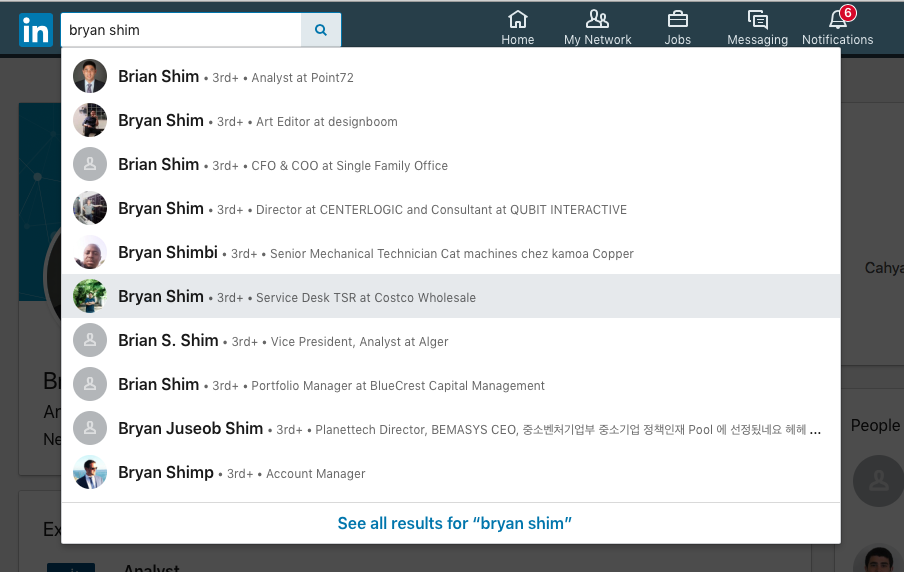 in
bryan shim
Home
My Network
Jobs
Messaging
6
Notifications
Brian Shim • 3rd+ • Analyst at Point72
Bryan Shim • 3rd+ • Art Editor at designboom
Brian Shim • 3rd+ • CFO & COO at Single Family Office
Bryan Shim • 3rd+ • Director at CENTERLOGIC and Consultant at QUBIT INTERACTIVE
Bryan Shimbi • 3rd+ • Senior Mechanical Technician Cat machines chez kamoa Copper
Bryan Shim • 3rd+ • Service Desk TSR at Costco Wholesale
Brian S. Shim • 3rd+ • Vice President, Analyst at Alger
Brian Shim • 3rd+ • Portfolio Manager at BlueCrest Capital Management
Bryan Juseob Shim • 3rd+ • Planettech Director, BEMASYS CEO, 중소벤처기업부 중소기업 정책인재 Pool 에 선정됬네요 헤헤 ...
Bryan Shimp • 3rd+ • Account Manager
See all results for “bryan shim”
Cahya
People
Analyst